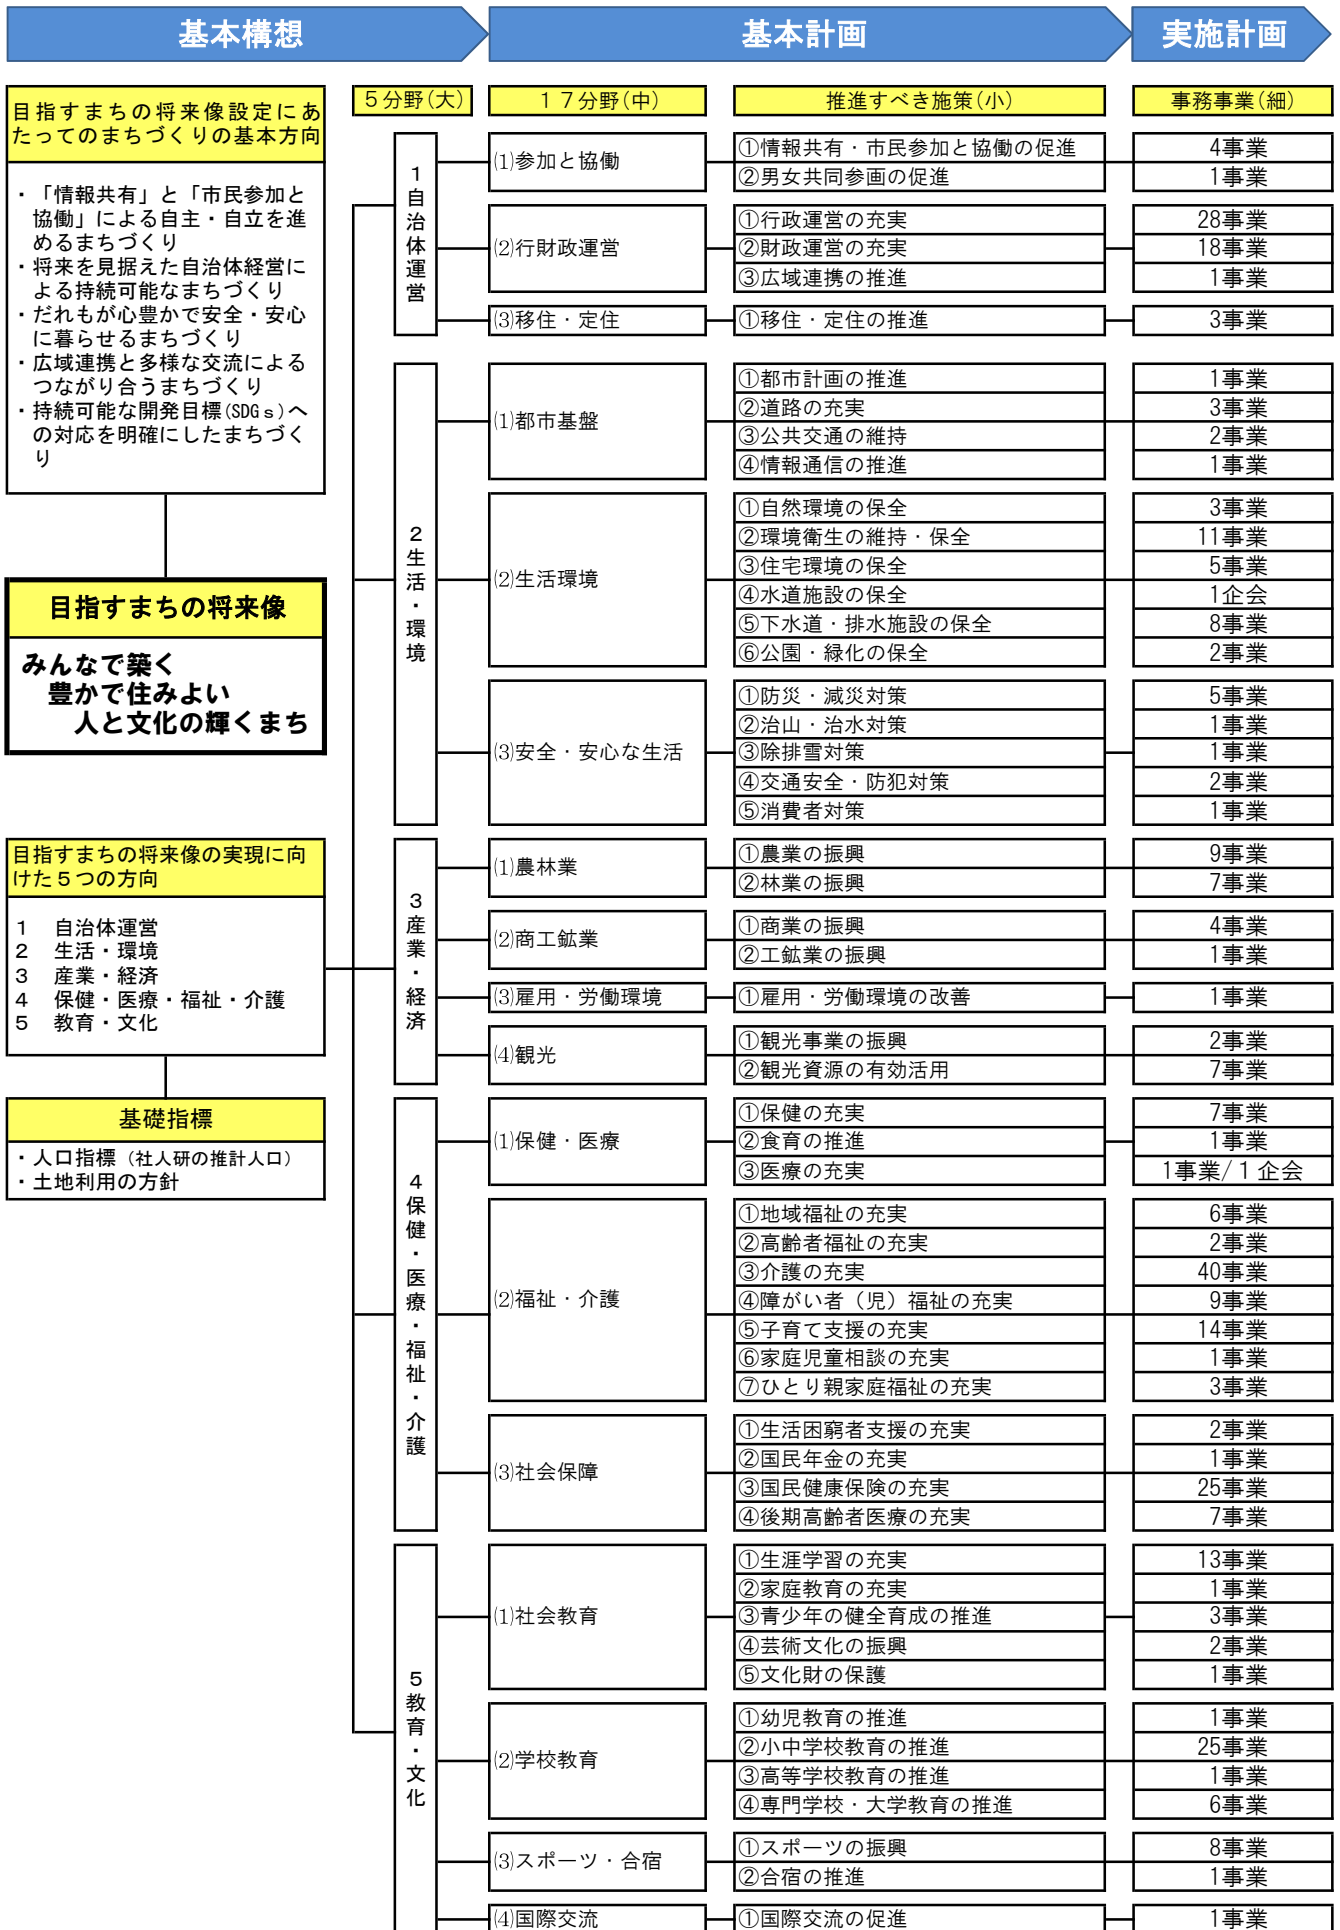 基本構想
基本計画
実施計画
目指すまちの将来像設定にあ
たってのまちづくりの基本方向
・「情報共有」と「市民参加と
協働」による自主・自立を進
めるまちづくり
・将来を見据えた自治体経営に
よる持続可能なまちづくり
・だれもが心豊かで安全・安心
に暮らせるまちづくり
・広域連携と多様な交流による
つながり合うまちづくり
・持続可能な開発目標(SDGｓ)へ
の対応を明確にしたまちづく
り
目指すまちの将来像
みんなで築く
豊かで住みよい
人と文化の輝くまち
目指すまちの将来像の実現に向
けた５つの方向
1 自治体運営
2 生活・環境
3 産業・経済
4 保健・医療・福祉・介護
5 教育・文化
基礎指標
・人口指標（社人研の推計人口）
・土地利用の方針
５分野(大)
１７分野(中)
推進すべき施策(小)
事務事業(細)
1自治体運営
⑴参加と協働
①情報共有・市民参加と協働の促進 4事業
②男女共同参画の促進 1事業
⑵行財政運営
①行政運営の充実 28事業
②財政運営の充実 18事業
③広域連携の推進 1事業
⑶移住・定住
①移住・定住の推進 3事業
2生活・環境
⑴都市基盤
①都市計画の推進 1事業
②道路の充実 3事業
③公共交通の維持 2事業
④情報通信の推進 1事業
⑵生活環境
①自然環境の保全 3事業
②環境衛生の維持・保全 11事業
③住宅環境の保全 5事業
④水道施設の保全 1企会
⑤下水道・排水施設の保全 8事業
⑥公園・緑化の保全 2事業
⑶安全・安心な生活
①防災・減災対策 5事業
②治山・治水対策 1事業
③除排雪対策 1事業
④交通安全・防犯対策 2事業
⑤消費者対策 1事業
3産業・経済
⑴農林業
①農業の振興 9事業
②林業の振興 7事業
⑵商工鉱業
①商業の振興 4事業
②工鉱業の振興 1事業
⑶雇用・労働環境
①雇用・労働環境の改善 1事業
⑷観光
①観光事業の振興 2事業
②観光資源の有効活用 7事業
4保健・医療・福祉・介護
⑴保健・医療
①保健の充実 7事業
②食育の推進 1事業
③医療の充実 1事業/１企会
⑵福祉・介護
①地域福祉の充実 6事業
②高齢者福祉の充実 2事業
③介護の充実 40事業
④障がい者（児）福祉の充実 9事業
⑤子育て支援の充実 14事業
⑥家庭児童相談の充実 1事業
⑦ひとり親家庭福祉の充実 3事業
⑶社会保障
①生活困窮者支援の充実 2事業
②国民年金の充実 1事業
③国民健康保険の充実 25事業
④後期高齢者医療の充実 7事業
5教育・文化
⑴社会教育
①生涯学習の充実 13事業
②家庭教育の充実 1事業
③青少年の健全育成の推進 3事業
④芸術文化の振興 2事業
⑤文化財の保護 1事業
⑵学校教育
①幼児教育の推進 1事業
②小中学校教育の推進 25事業
③高等学校教育の推進 1事業
④専門学校・大学教育の推進 6事業
⑶スポーツ・合宿
①スポーツの振興 8事業
②合宿の推進 1事業
⑷国際交流
①国際交流の促進 1事業